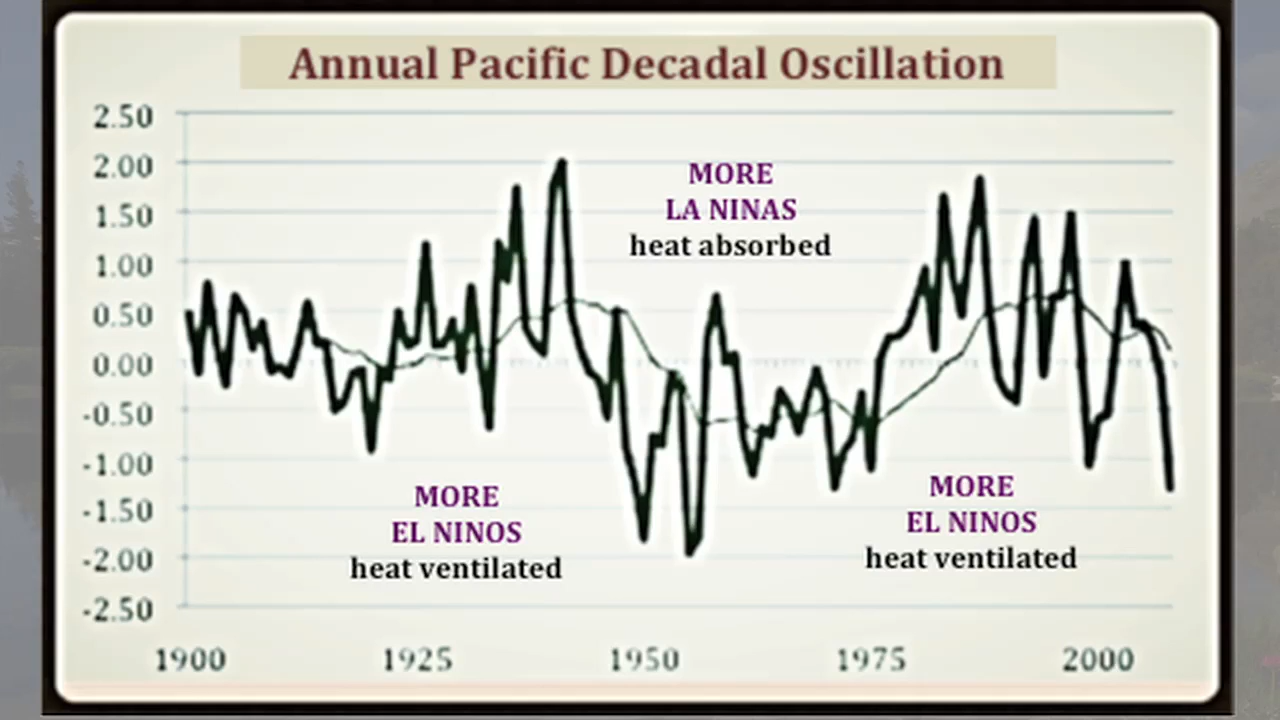 Annual Pacific Decadal Oscillation
2.50
2.00
1.50
1.00
0.50
0.00
-0.50
-1.00
-1.50
-2.00
-2.50
MORE
LA NINAS
heat absorbed
MORE
EL NINOS
heat ventilated
MORE
EL NINOS
heat ventilated
1900 1925 1950 1975 2000